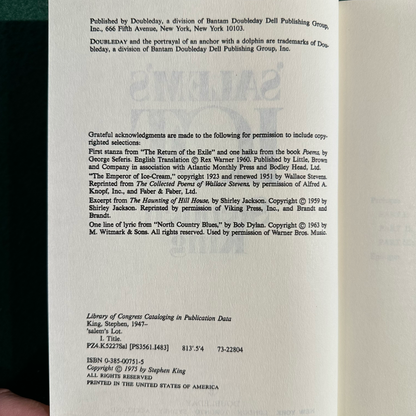 Published by Doubleday, a division of Bantam Doubleday Dell Publishing Group,
Inc., 666 Fifth Avenue, New York, New York 10103.
DOUBLEDAY and the portrayal of an anchor with a dolphin are trademarks of Dou-
bleday, a division of Bantam Doubleday Dell Publishing Group, Inc.
'SALEM'S
LOT
Grateful acknowledgments are made to the following for permission to include copy-
righted selections:
First stanza from "The Return of the Exile" and one haiku from the book Poems, by
George Seferis. English Translation © Rex Warner 1960. Published by Little, Brown
and Company in association with Atlantic Monthly Press and Bodley Head, Ltd.
"The Emperor of Ice-Cream," copyright 1923 and renewed 1951 by Wallace Stevens.
Reprinted from The Collected Poems of Wallace Stevens, by permission of Alfred A.
Knopf, Inc., and Faber & Faber, Ltd.
Excerpt from The Haunting of Hill House, by Shirley Jackson. Copyright © 1959 by
Shirley Jackson. Reprinted by permission of Viking Press, Inc., and Brandt and
Brandt.
One line of lyric from "North Country Blues," by Bob Dylan. Copyright © 1963 by
M. Witmark & Sons. All rights reserved. Used by permission of Warner Bros. Music.
King
Library of Congress Cataloging in Publication Data
King, Stephen, 1947–
'salem's Lot.
I. Title.
PZ4.K5227Sal [PS3561.I483] 813'.5'4 73-22804
ISBN 0-385-00751-5
Copyright © 1975 by Stephen King
ALL RIGHTS RESERVED
PRINTED IN THE UNITED STATES OF AMERICA